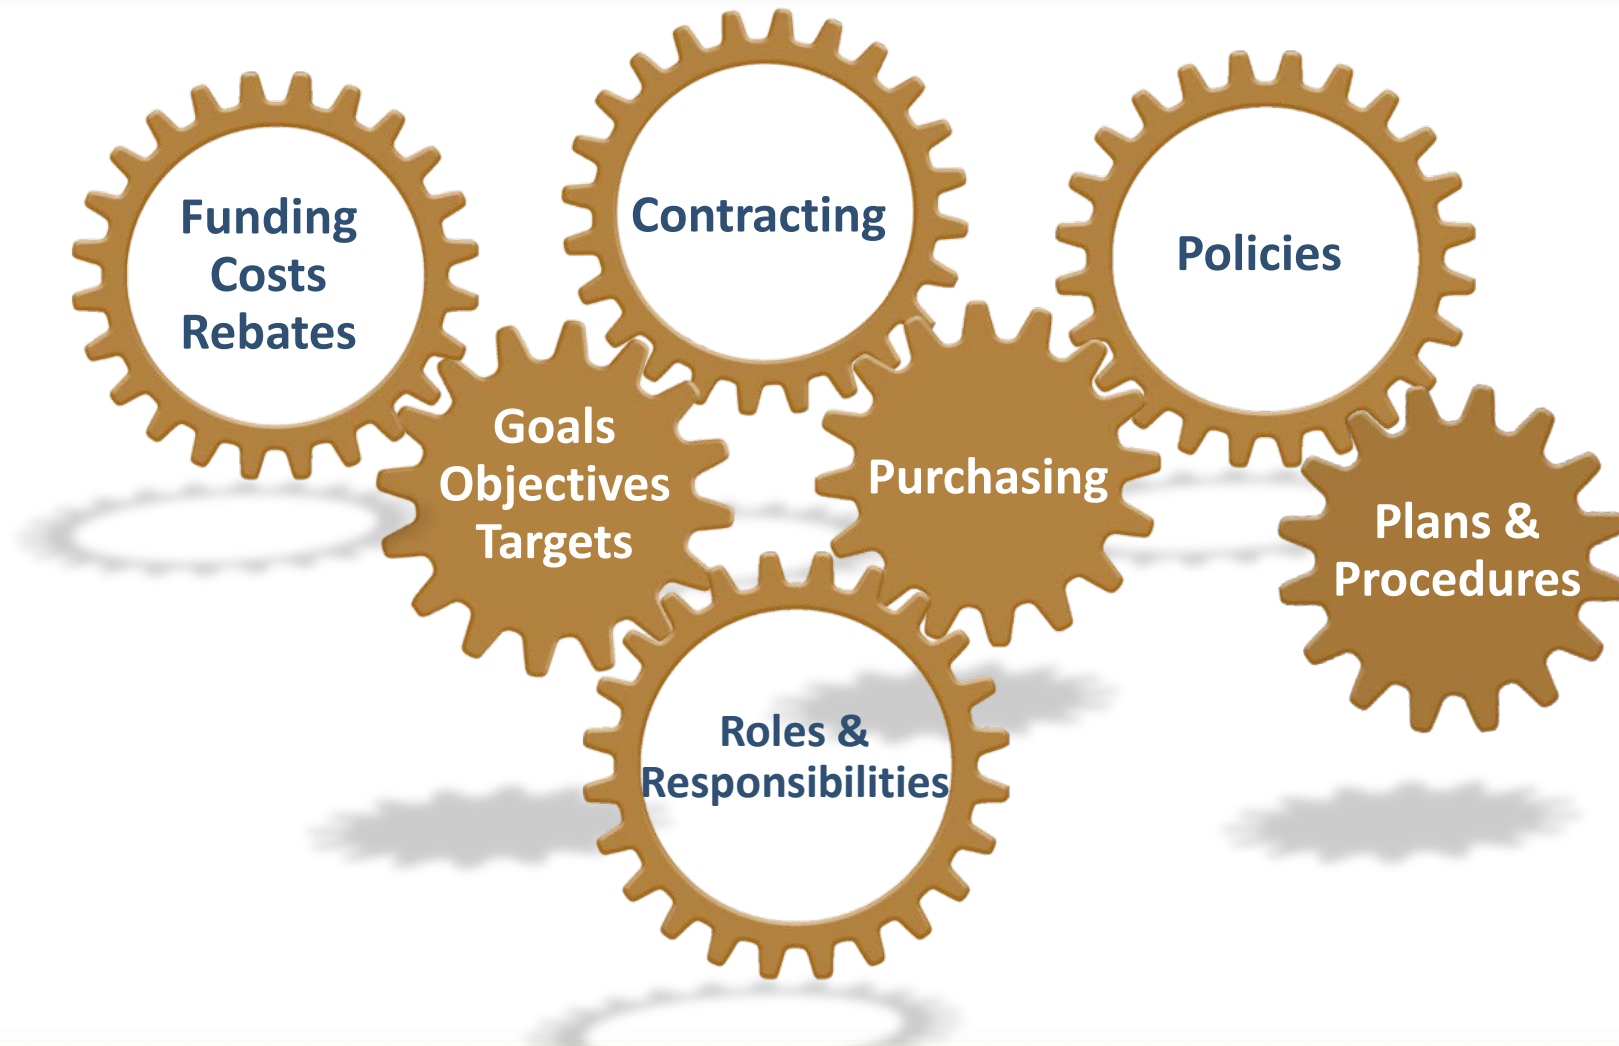 Funding
Costs
Rebates
Contracting
Policies
Goals
Objectives
Targets
Purchasing
Plans &
Procedures
Roles &
Responsibilities